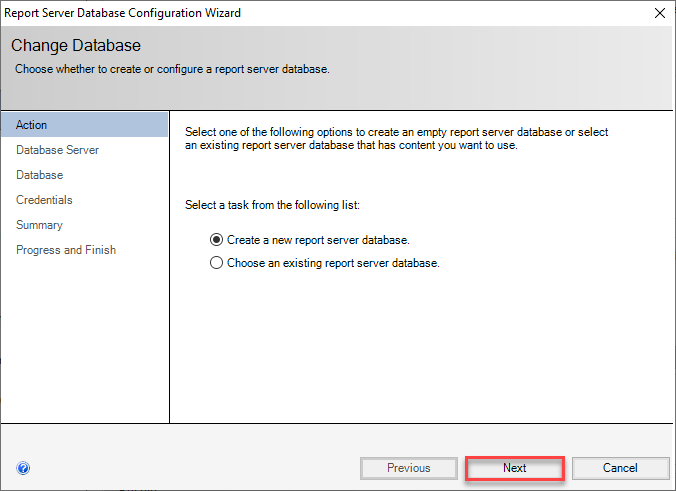 Report Server Database Configuration Wizard
Change Database
Choose whether to create or configure a report server database.
Action
Database Server
Database
Credentials
Summary
Progress and Finish
Select one of the following options to create an empty report server database or select
an existing report server database that has content you want to use.
Select a task from the following list:
Create a new report server database.
Choose an existing report server database.
Previous
Next
Cancel